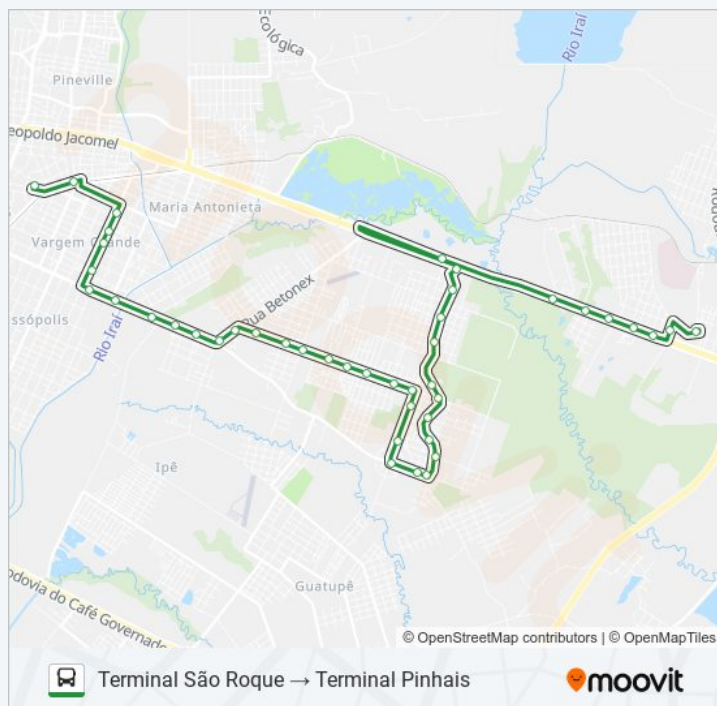 Ecológica
Rio Iraí
Pineville
eopoldo Jacomel
Maria Antonieta
Vargem Grande
Rua Betonex
ssópolis
Rio Iraí
Ipê
Guatupê
odovia do Café Governado
© OpenStreetMap contributors | © OpenMapTiles
Terminal São Roque → Terminal Pinhais
moovit